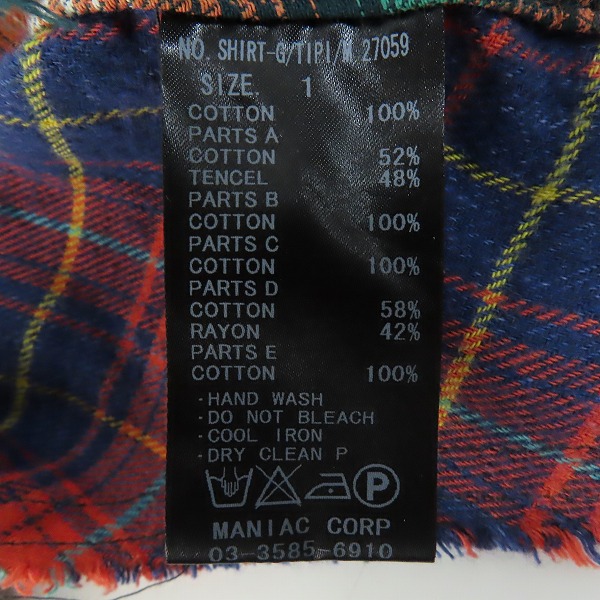 NO. SHIRT-G/TIPI/M 27059
SIZE. 1
COTTON 100%
PARTS A
COTTON 52%
TENCEL 48%
PARTS B
COTTON 100%
PARTS C
COTTON 100%
PARTS D
COTTON 58%
RAYON 42%
PARTS E
COTTON 100%
·HAND WASH
·DO NOT BLEACH
·COOL IRON
·DRY CLEAN P
P
MANIAC CORP
03-3585-6910